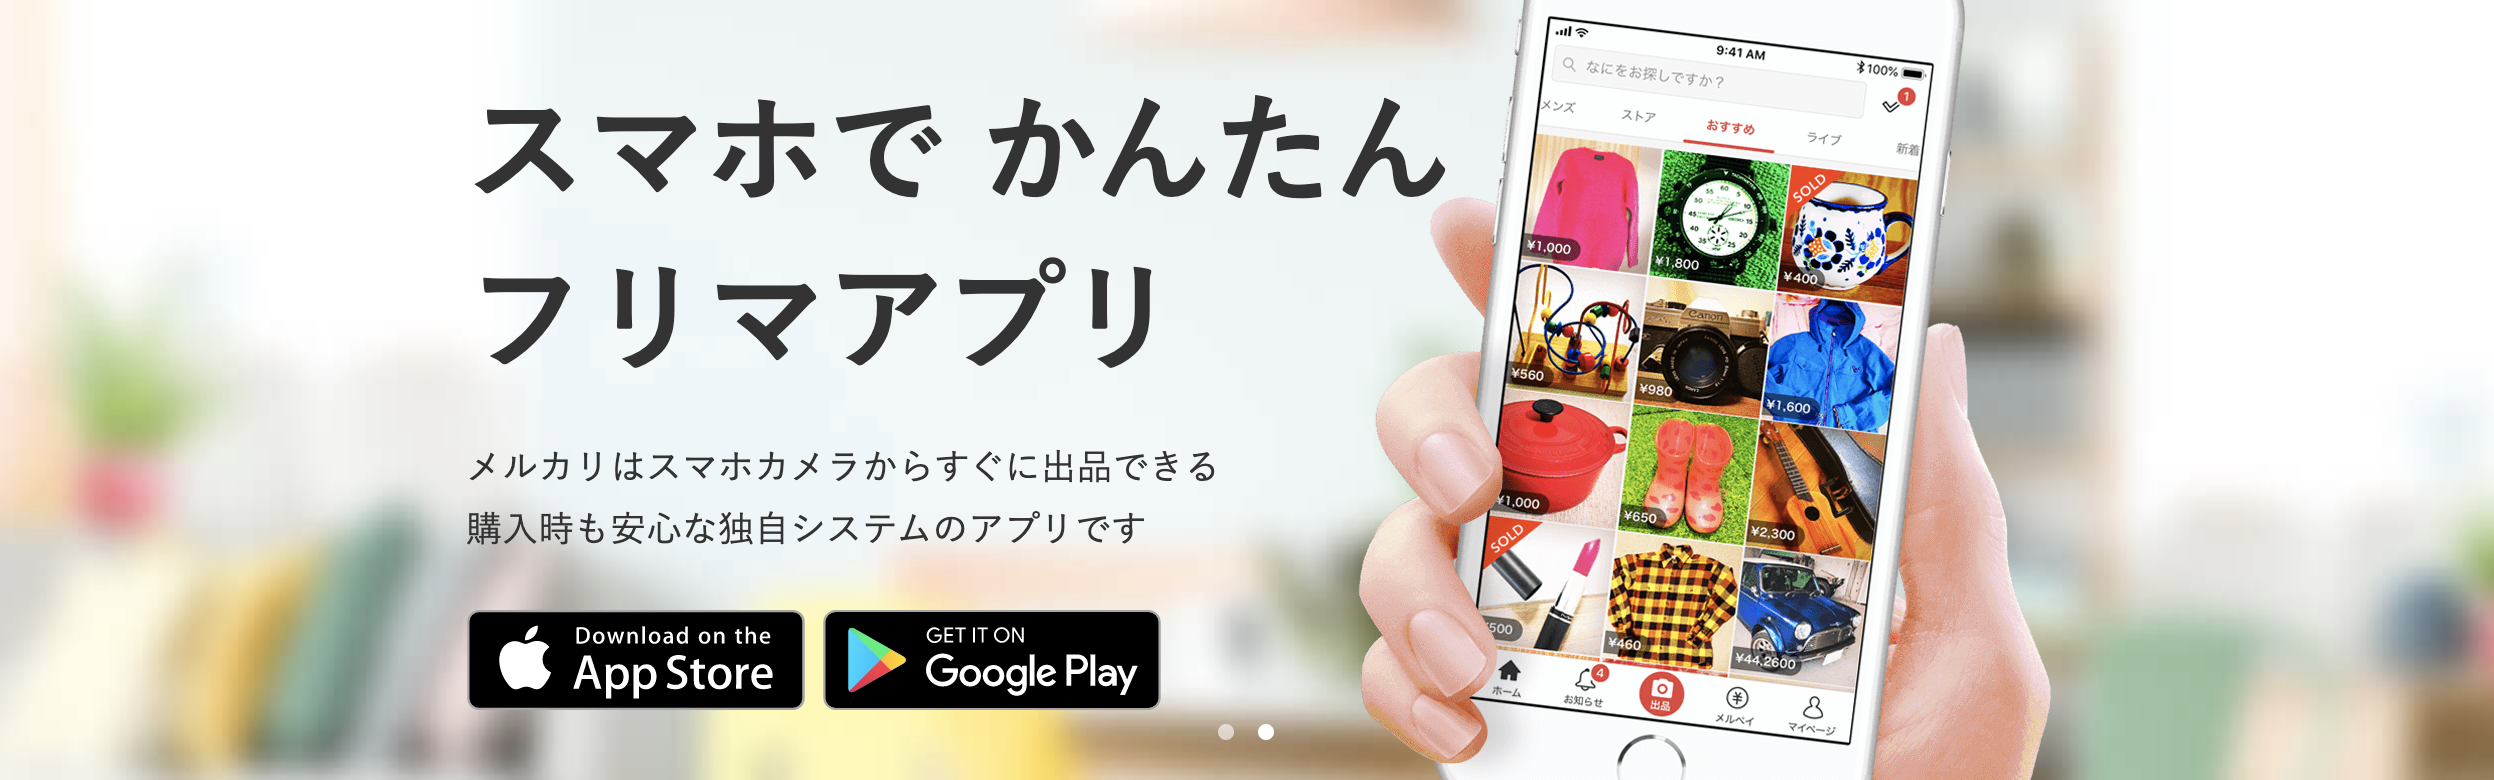 スマホで かんたん
フリマアプリ
メルカリはスマホカメラからすぐに出品できる
購入時も安心な独自システムのアプリです
Download on the
App Store
GET IT ON
Google Play
9:41 AM
100%
なにをお探しですか？
1
メンズ ストア おすすめ ライブ 新着
¥1,000
¥1,800
SOLD
¥400
¥560
Canon
¥980
¥1,600
¥1,000
¥650
¥2,300
SOLD
¥500
¥460
¥44,2600
4
ホーム お知らせ 出品 メルペイ マイページ